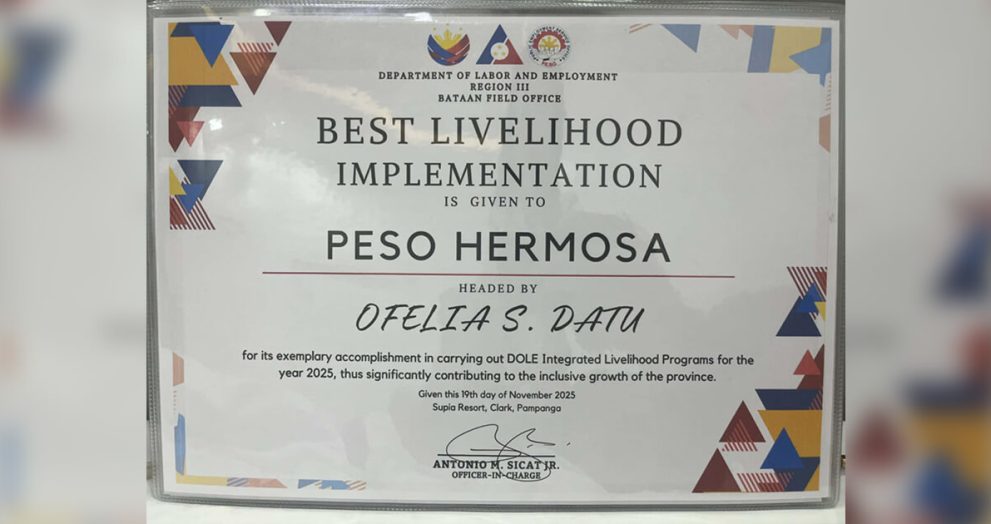 DEPARTMENT OF LABOR AND EMPLOYMENT
REGION III
BATAAN FIELD OFFICE
BEST LIVELIHOOD
IMPLEMENTATION
IS GIVEN TO
PESO HERMOSA
HEADED BY
OFELIA S. DATU
for its exemplary accomplishment in carrying out DOLE Integrated Livelihood Programs for the
year 2025, thus significantly contributing to the inclusive growth of the province.
Given this 19th day of November 2025
Supia Resort, Clark, Pampanga
ANTONIO M. SICAT JR.
OFFICER-IN-CHARGE